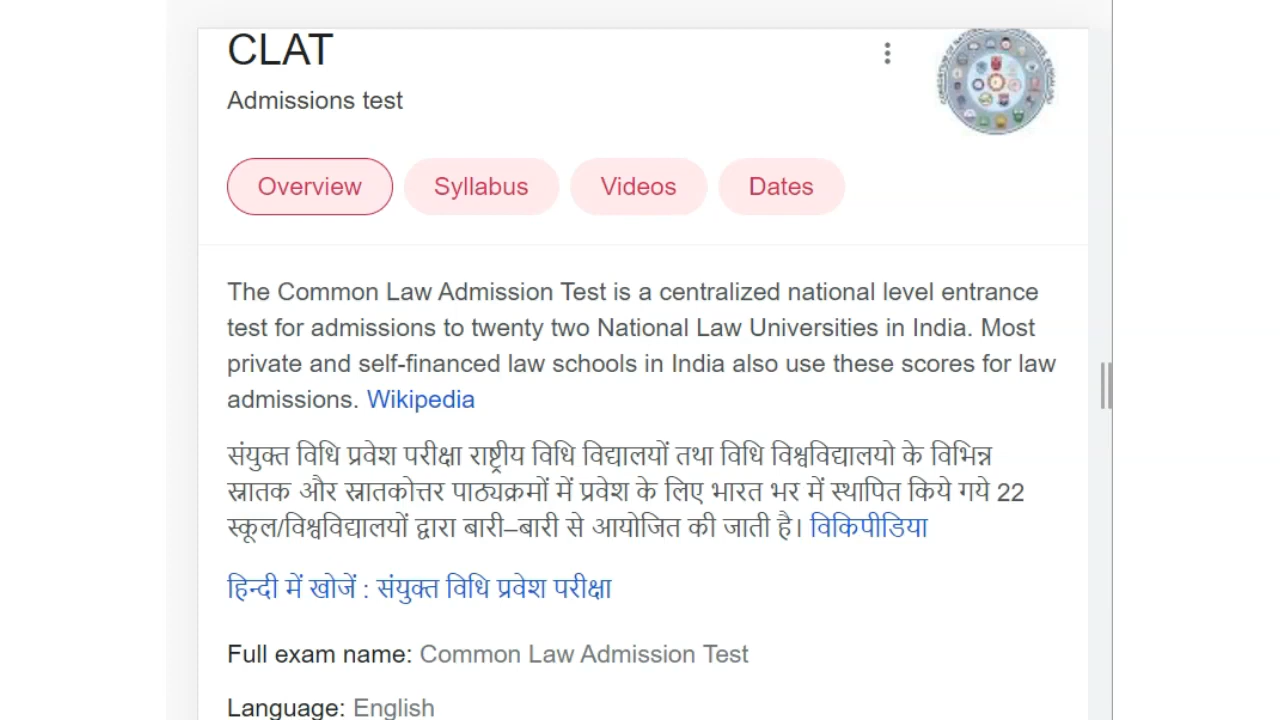 CLAT
Admissions test
Overview Syllabus Videos Dates
The Common Law Admission Test is a centralized national level entrance
test for admissions to twenty two National Law Universities in India. Most
private and self-financed law schools in India also use these scores for law
admissions. Wikipedia
संयुक्त विधि प्रवेश परीक्षा राष्ट्रीय विधि विद्यालयों तथा विधि विश्वविद्यालयो के विभिन्न
स्नातक और स्नातकोत्तर पाठ्यक्रमों में प्रवेश के लिए भारत भर में स्थापित किये गये 22
स्कूल/विश्वविद्यालयों द्वारा बारी–बारी से आयोजित की जाती है। विकिपीडिया
हिन्दी में खोजें : संयुक्त विधि प्रवेश परीक्षा
Full exam name: Common Law Admission Test
Language: English